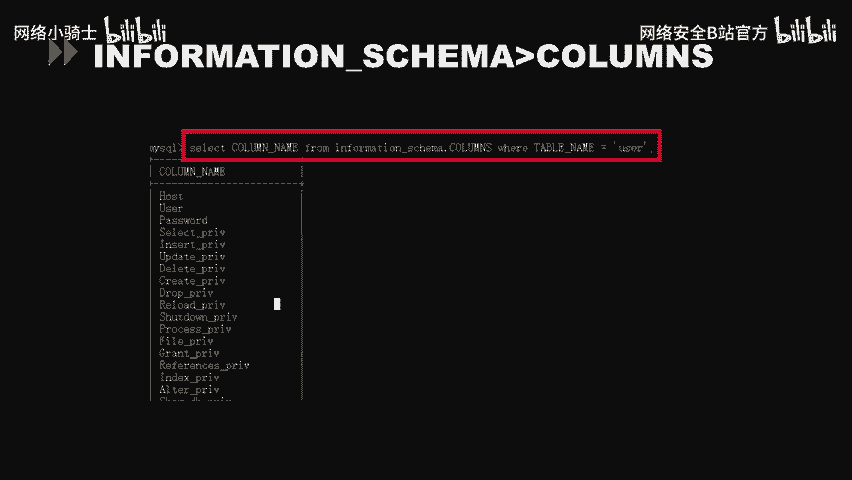 网络小骑士 bilibili
网络安全B站官方 bilibili
INFORMATION_SCHEMA>COLUMNS
mysql> select COLUMN_NAME from information_schema.COLUMNS where TABLE_NAME = 'user';
COLUMN_NAME
Host
User
Password
Select_priv
Insert_priv
Update_priv
Delete_priv
Create_priv
Drop_priv
Reload_priv
Shutdown_priv
Process_priv
File_priv
Grant_priv
References_priv
Index_priv
Alter_priv